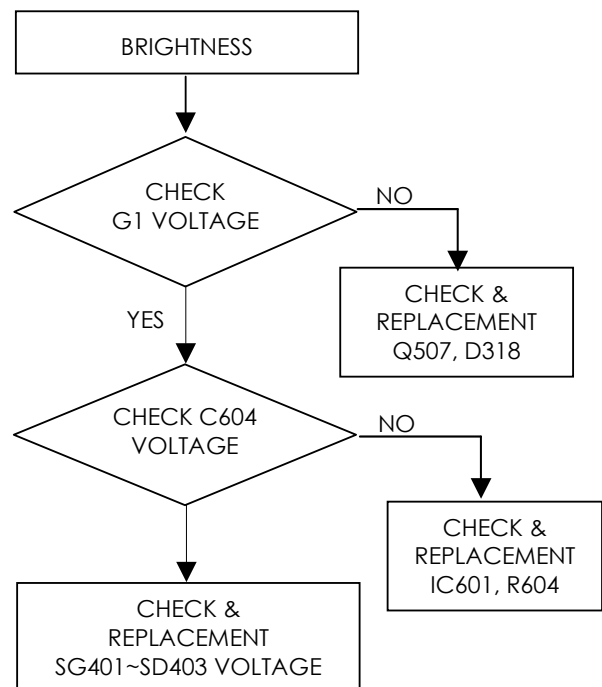 BRIGHTNESS
CHECK
G1 VOLTAGE
NO
CHECK &
REPLACEMENT
Q507, D318
YES
CHECK C604
VOLTAGE
NO
CHECK &
REPLACEMENT
IC601, R604
CHECK &
REPLACEMENT
SG401~SD403 VOLTAGE